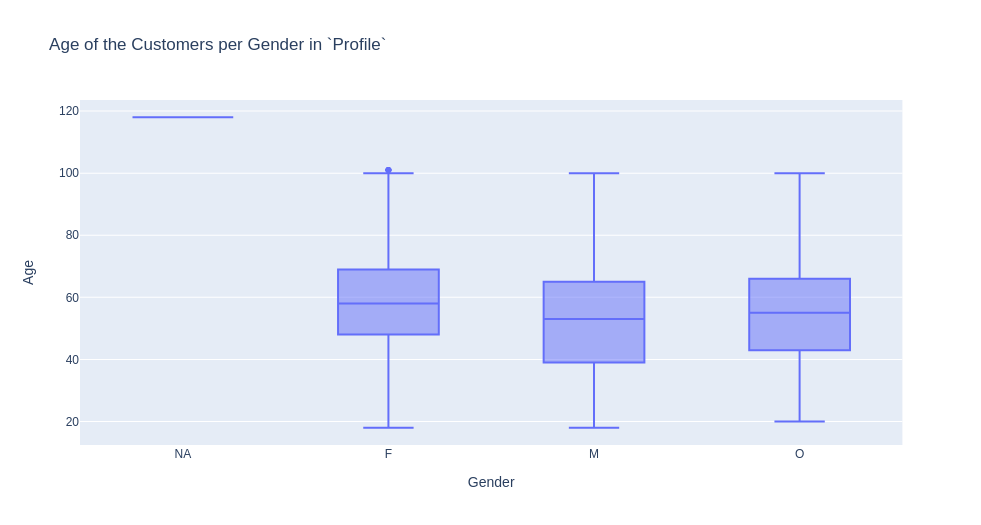 Age of the Customers per Gender in `Profile`
120
100
80
60
40
20
Age
NA F M O
Gender